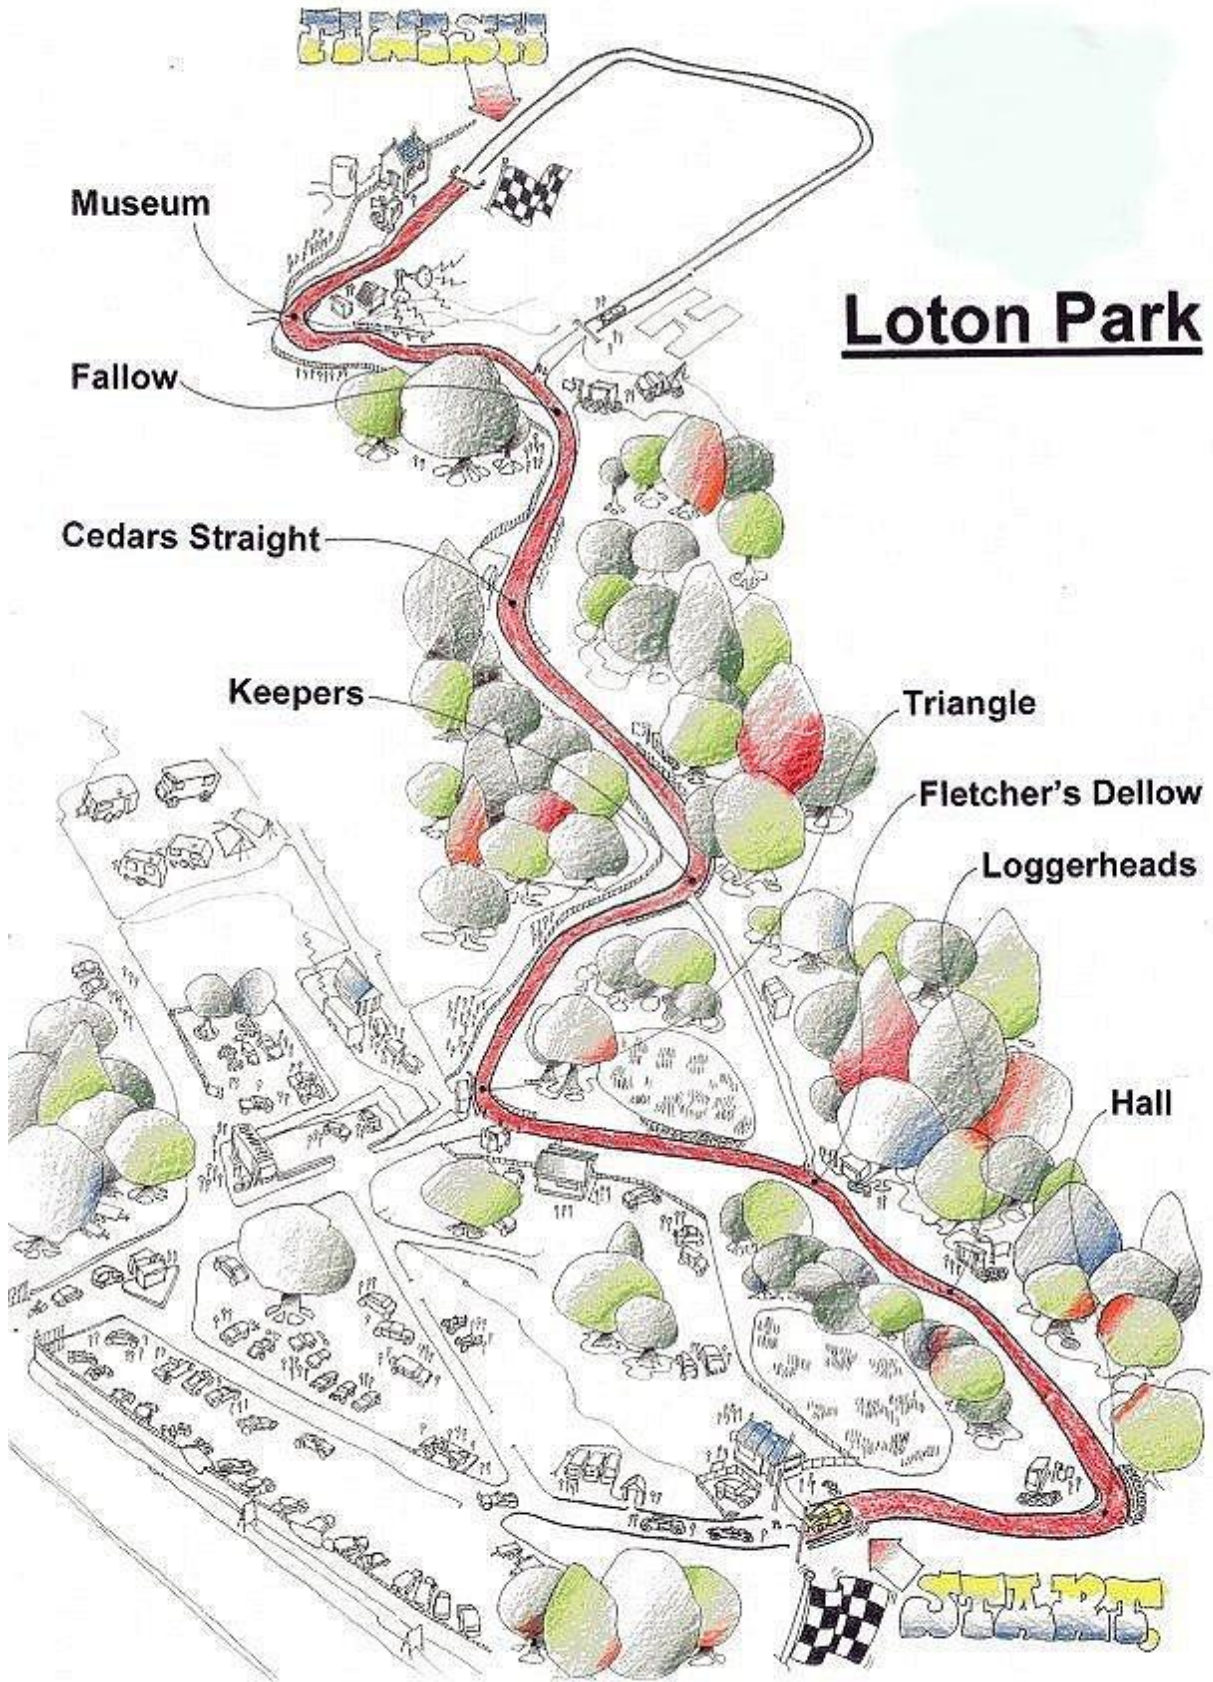 FINISH
Museum
Loton Park
Fallow
Cedars Straight
Keepers
Triangle
Fletcher's Dellow
Loggerheads
Hall
START